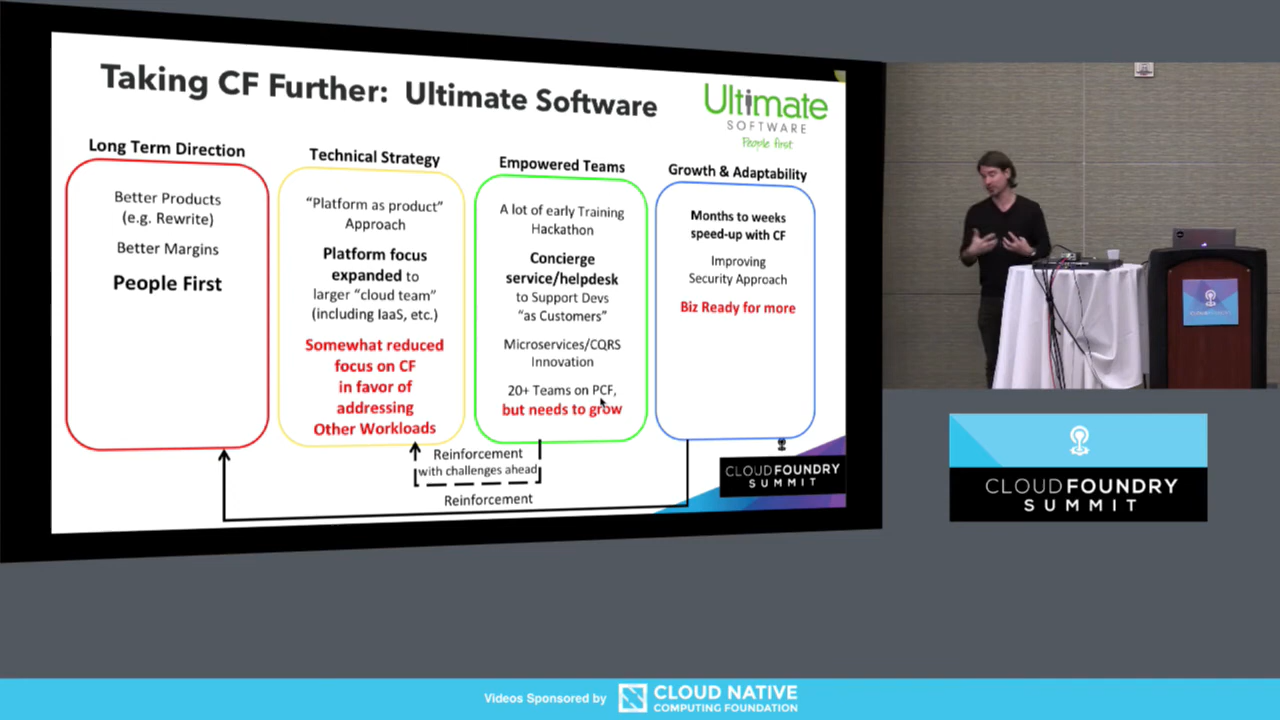 Taking CF Further: Ultimate Software
Ultimate
SOFTWARE
People first
Long Term Direction
Better Products
(e.g. Rewrite)
Better Margins
People First
Technical Strategy
"Platform as product"
Approach
Platform focus
expanded to
larger "cloud team"
(including IaaS, etc.)
Somewhat reduced
focus on CF
in favor of
addressing
Other Workloads
Empowered Teams
A lot of early Training
Hackathon
Concierge
service/helpdesk
to Support Devs
"as Customers"
Microservices/CQRS
Innovation
20+ Teams on PCF,
but needs to grow
Growth & Adaptability
Months to weeks
speed-up with CF
Improving
Security Approach
Biz Ready for more
Reinforcement
with challenges ahead
Reinforcement
CLOUDFOUNDRY
SUMMIT
CLOUDFOUNDRY
SUMMIT
Videos Sponsored by
CLOUD NATIVE
COMPUTING FOUNDATION